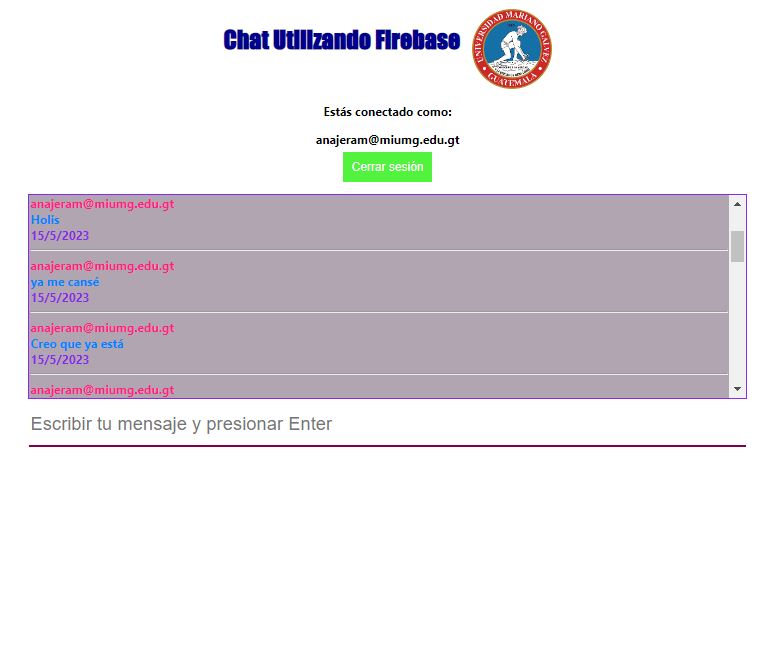 Chat Utilizando Firebase
UNIVERSIDAD MARIANO GALVEZ
GUATEMALA
Estás conectado como:
anajeram@miumg.edu.gt
Cerrar sesión
anajeram@miumg.edu.gt
Holis
15/5/2023
anajeram@miumg.edu.gt
ya me cansé
15/5/2023
anajeram@miumg.edu.gt
Creo que ya está
15/5/2023
anajeram@miumg.edu.gt
Escribir tu mensaje y presionar Enter